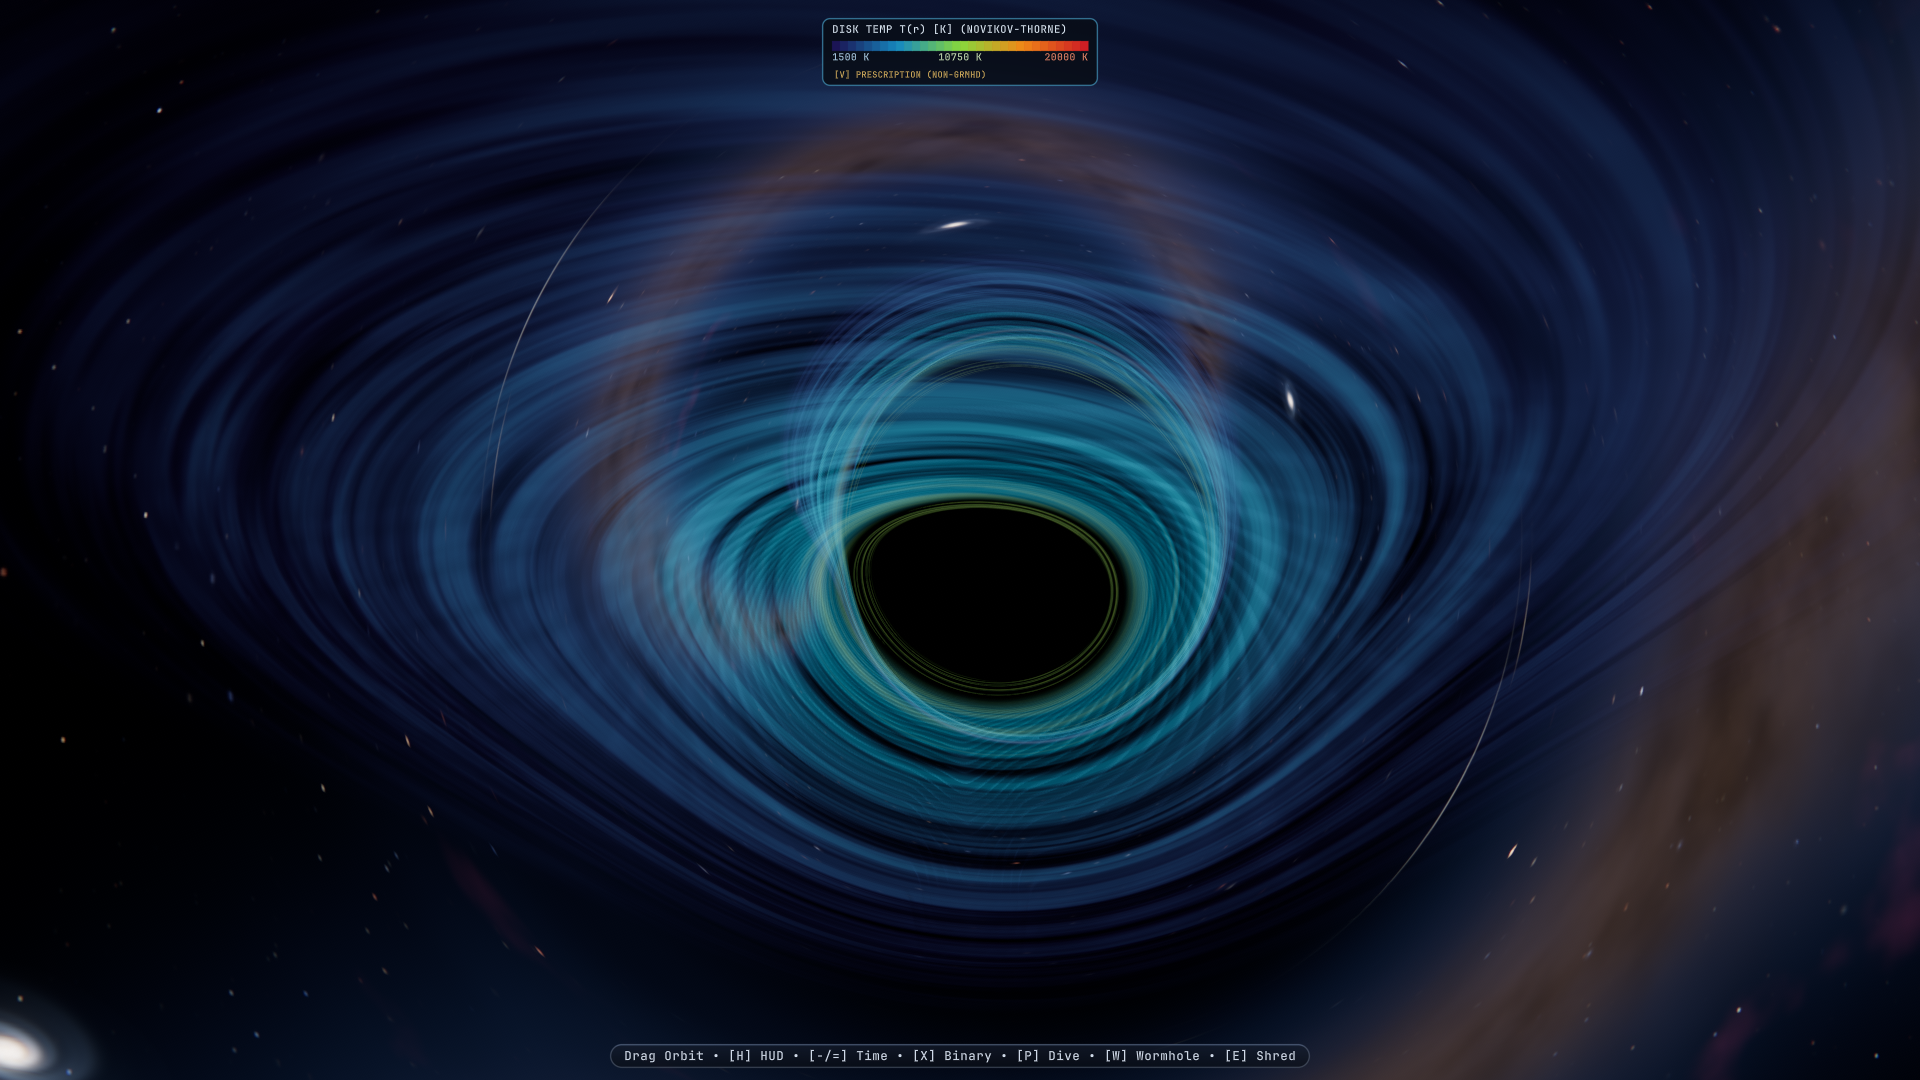 DISK TEMP T(r) [K] (NOVIKOV-THORNE)
1500 K 10750 K 20000 K
[V] PRESCRIPTION (NON-GRMHD)
Drag Orbit • [H] HUD • [-/=] Time • [X] Binary • [P] Dive • [W] Wormhole • [E] Shred